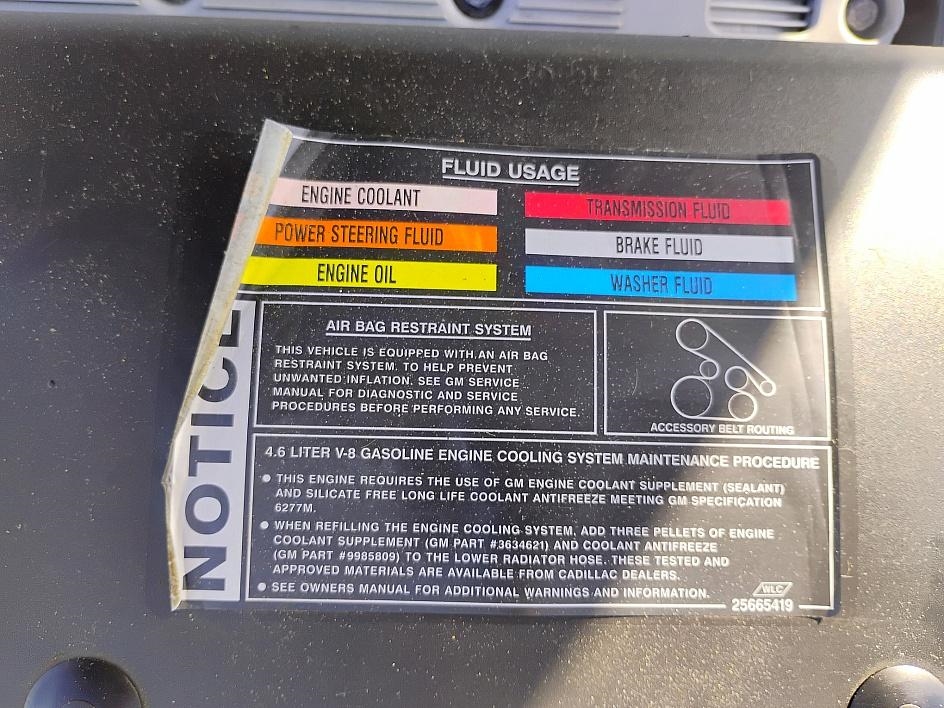 FLUID USAGE
ENGINE COOLANT
TRANSMISSION FLUID
POWER STEERING FLUID
BRAKE FLUID
ENGINE OIL
WASHER FLUID
NOTICE
AIR BAG RESTRAINT SYSTEM
THIS VEHICLE IS EQUIPPED WITH AN AIR BAG
RESTRAINT SYSTEM. TO HELP PREVENT
UNWANTED INFLATION, SEE GM SERVICE
MANUAL FOR DIAGNOSTIC AND SERVICE
PROCEDURES BEFORE PERFORMING ANY SERVICE.
ACCESSORY BELT ROUTING
4.6 LITER V-8 GASOLINE ENGINE COOLING SYSTEM MAINTENANCE PROCEDURE
● THIS ENGINE REQUIRES THE USE OF GM ENGINE COOLANT SUPPLEMENT (SEALANT)
AND SILICATE FREE LONG LIFE COOLANT ANTIFREEZE MEETING GM SPECIFICATION
6277M.
● WHEN REFILLING THE ENGINE COOLING SYSTEM, ADD THREE PELLETS OF ENGINE
COOLANT SUPPLEMENT (GM PART #3634621) AND COOLANT ANTIFREEZE
(GM PART #9985809) TO THE LOWER RADIATOR HOSE. THESE TESTED AND
APPROVED MATERIALS ARE AVAILABLE FROM CADILLAC DEALERS.
● SEE OWNERS MANUAL FOR ADDITIONAL WARNINGS AND INFORMATION.
WLC
25665419